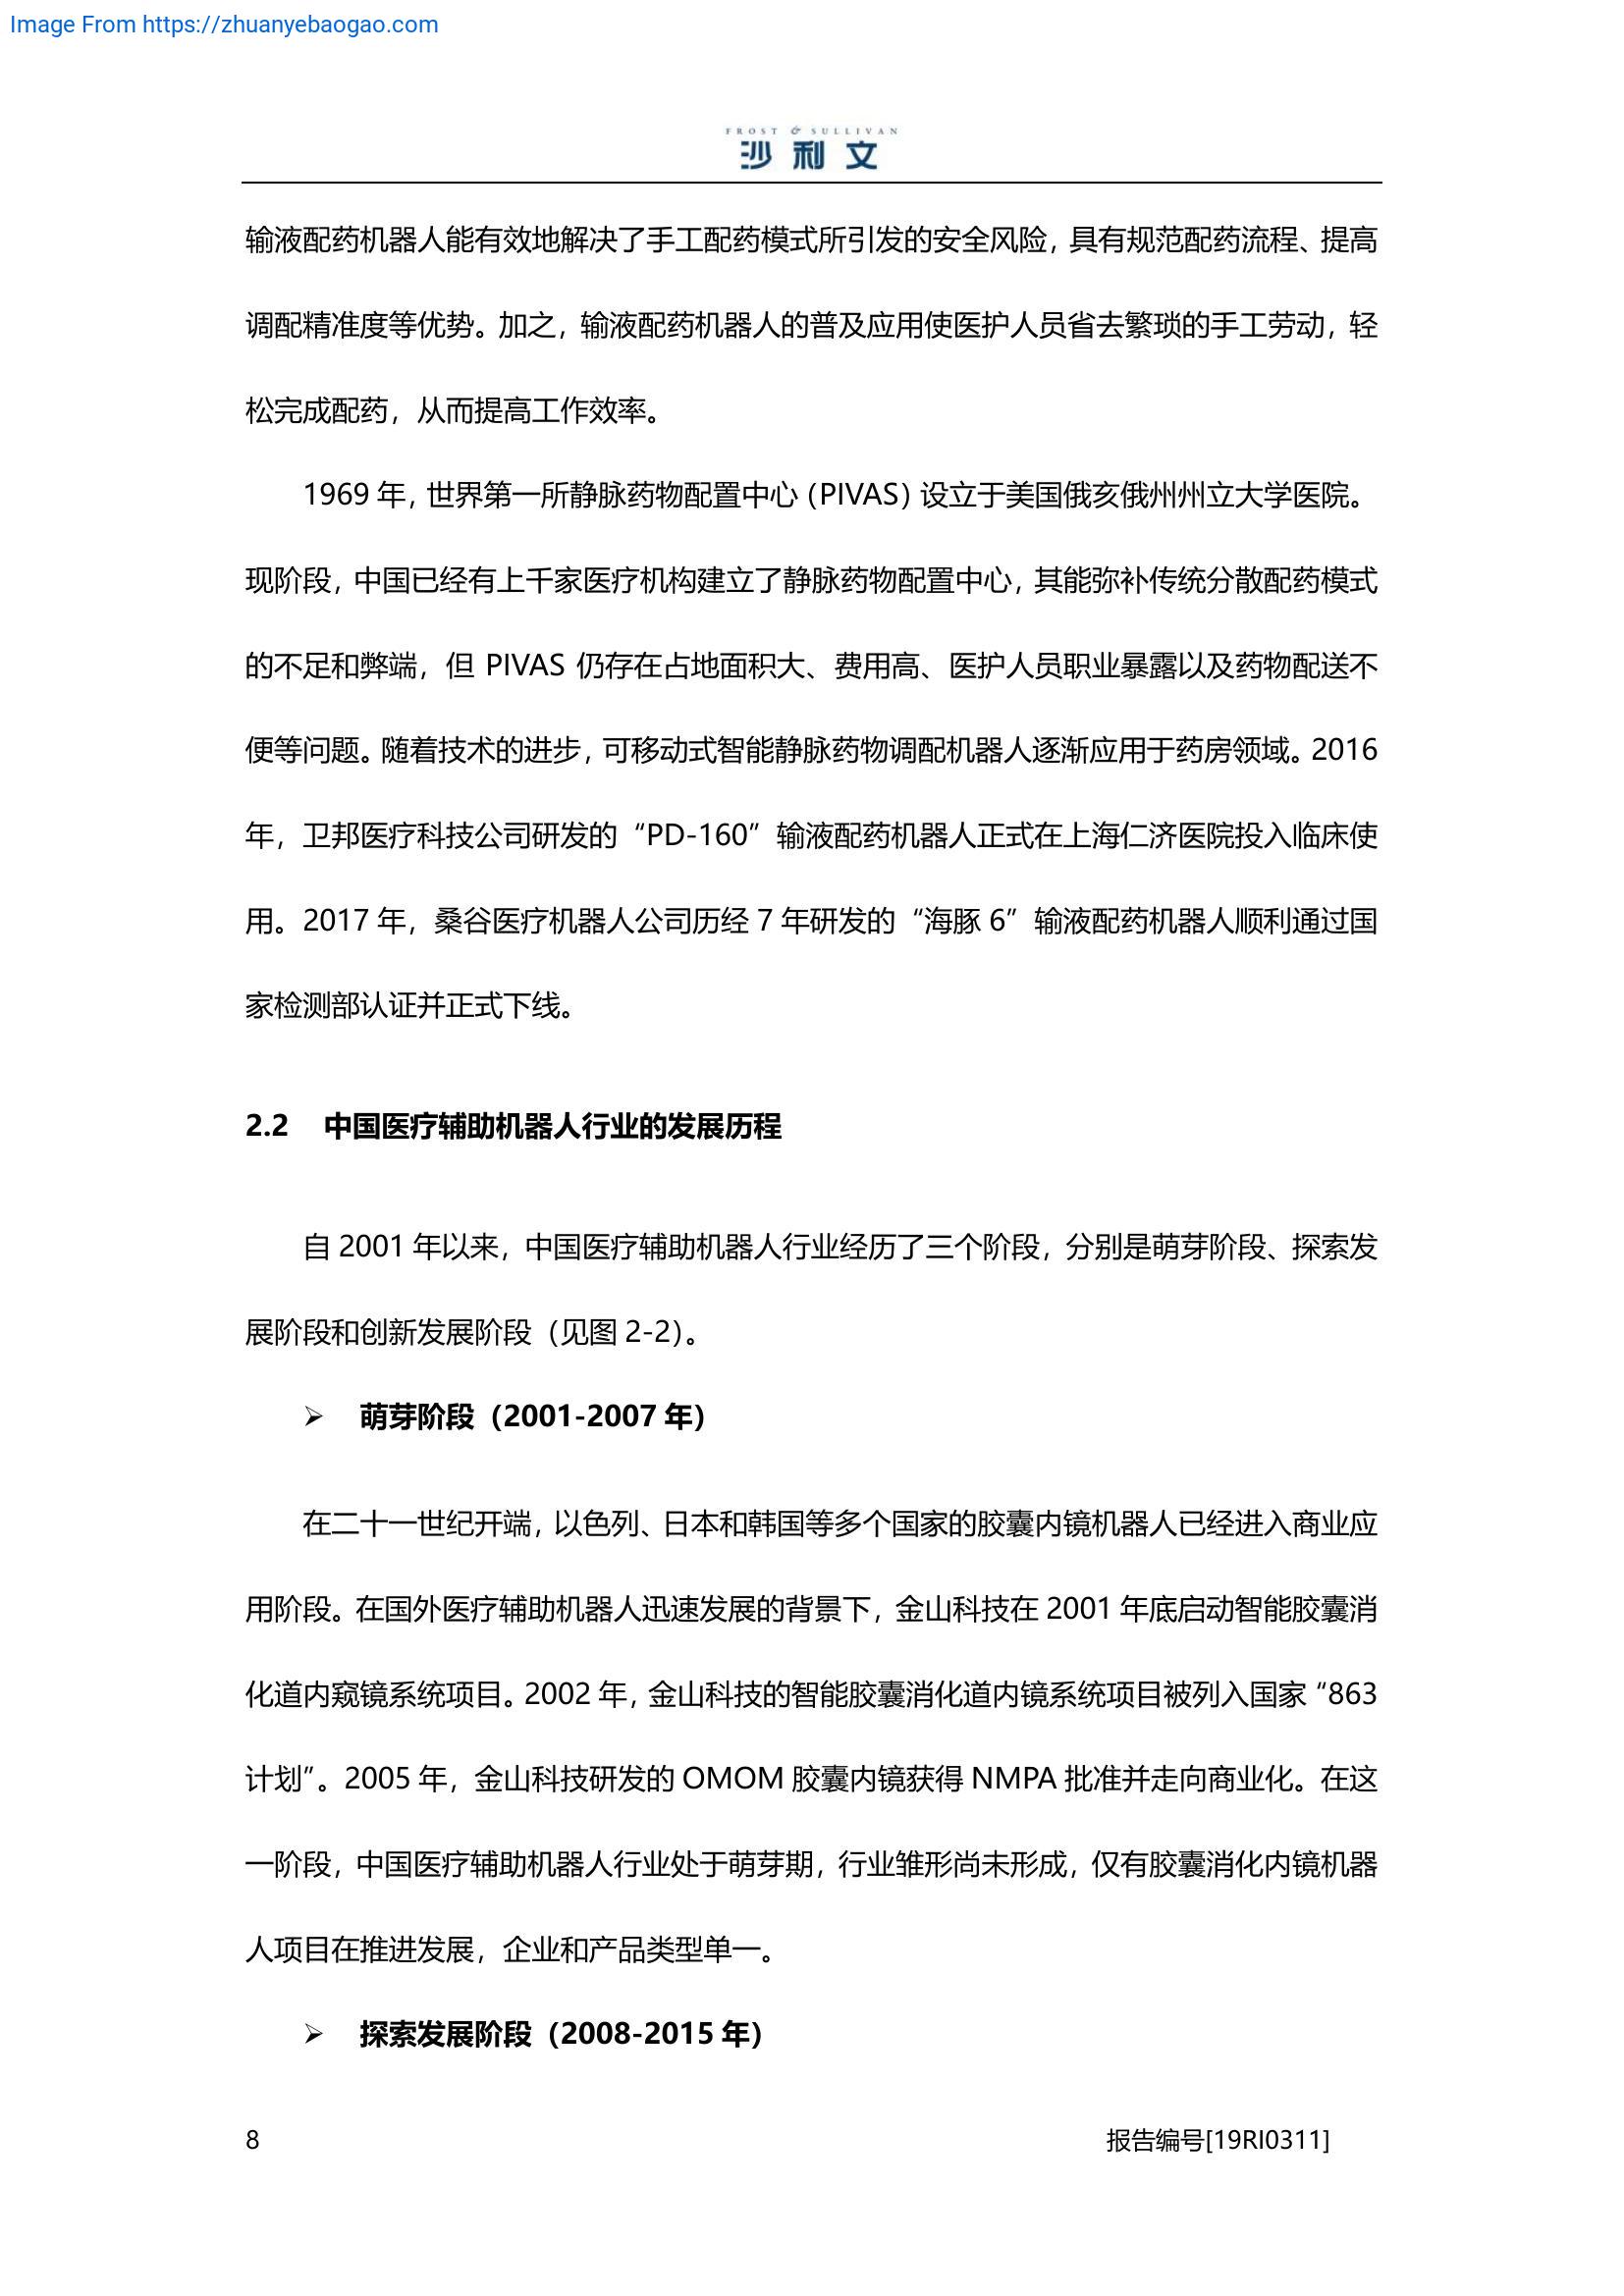 Image From https://zhuanyebaogao.com
FROST & SULLIVAN
沙利文
输液配药机器人能有效地解决了手工配药模式所引发的安全风险，具有规范配药流程、提高
调配精准度等优势。加之，输液配药机器人的普及应用使医护人员省去繁琐的手工劳动，轻
松完成配药，从而提高工作效率。
1969 年，世界第一所静脉药物配置中心（PIVAS）设立于美国俄亥俄州州立大学医院。
现阶段，中国已经有上千家医疗机构建立了静脉药物配置中心，其能弥补传统分散配药模式
的不足和弊端，但 PIVAS 仍存在占地面积大、费用高、医护人员职业暴露以及药物配送不
便等问题。随着技术的进步，可移动式智能静脉药物调配机器人逐渐应用于药房领域。2016
年，卫邦医疗科技公司研发的“PD-160”输液配药机器人正式在上海仁济医院投入临床使
用。2017 年，桑谷医疗机器人公司历经 7 年研发的“海豚 6”输液配药机器人顺利通过国
家检测部认证并正式下线。
2.2 中国医疗辅助机器人行业的发展历程
自 2001 年以来，中国医疗辅助机器人行业经历了三个阶段，分别是萌芽阶段、探索发
展阶段和创新发展阶段（见图 2-2）。
➢ 萌芽阶段（2001-2007 年）
在二十一世纪开端，以色列、日本和韩国等多个国家的胶囊内镜机器人已经进入商业应
用阶段。在国外医疗辅助机器人迅速发展的背景下，金山科技在 2001 年底启动智能胶囊消
化道内窥镜系统项目。2002 年，金山科技的智能胶囊消化道内镜系统项目被列入国家“863
计划”。2005 年，金山科技研发的 OMOM 胶囊内镜获得 NMPA 批准并走向商业化。在这
一阶段，中国医疗辅助机器人行业处于萌芽期，行业雏形尚未形成，仅有胶囊消化内镜机器
人项目在推进发展，企业和产品类型单一。
➢ 探索发展阶段（2008-2015 年）
8 报告编号[19RI0311]